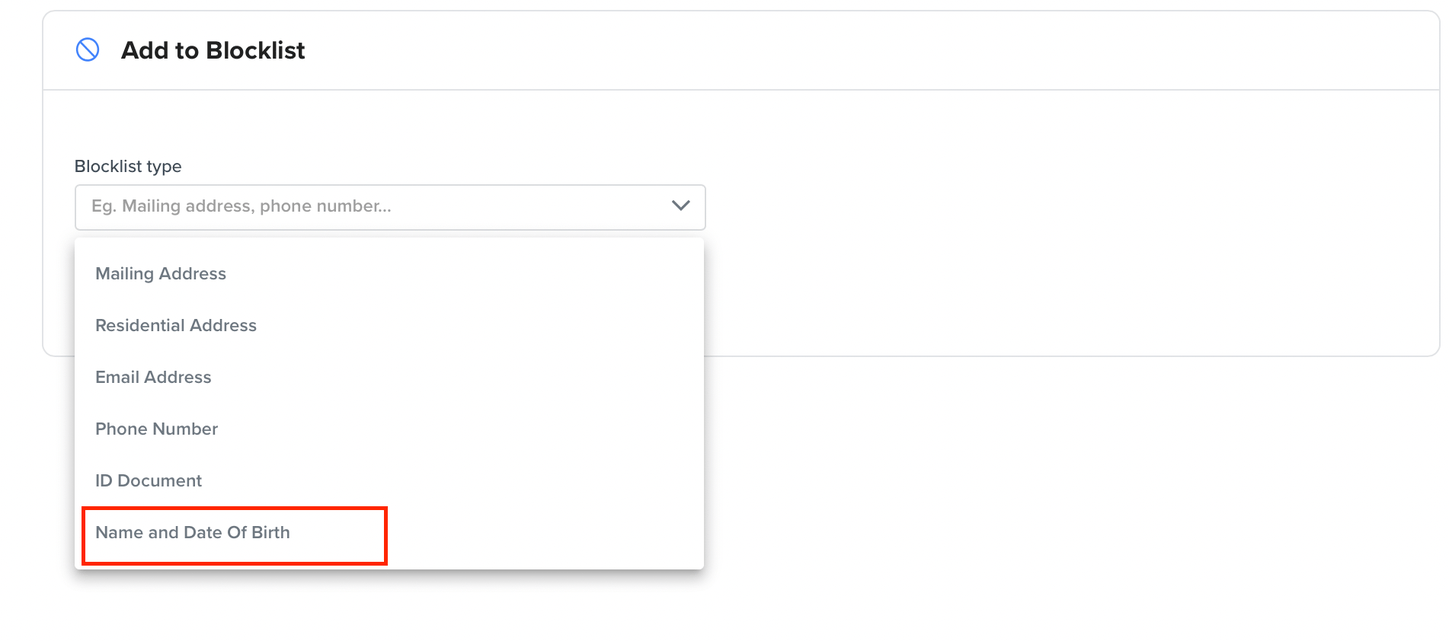 Add to Blocklist
Blocklist type
Eg. Mailing address, phone number...
Mailing Address
Residential Address
Email Address
Phone Number
ID Document
Name and Date Of Birth